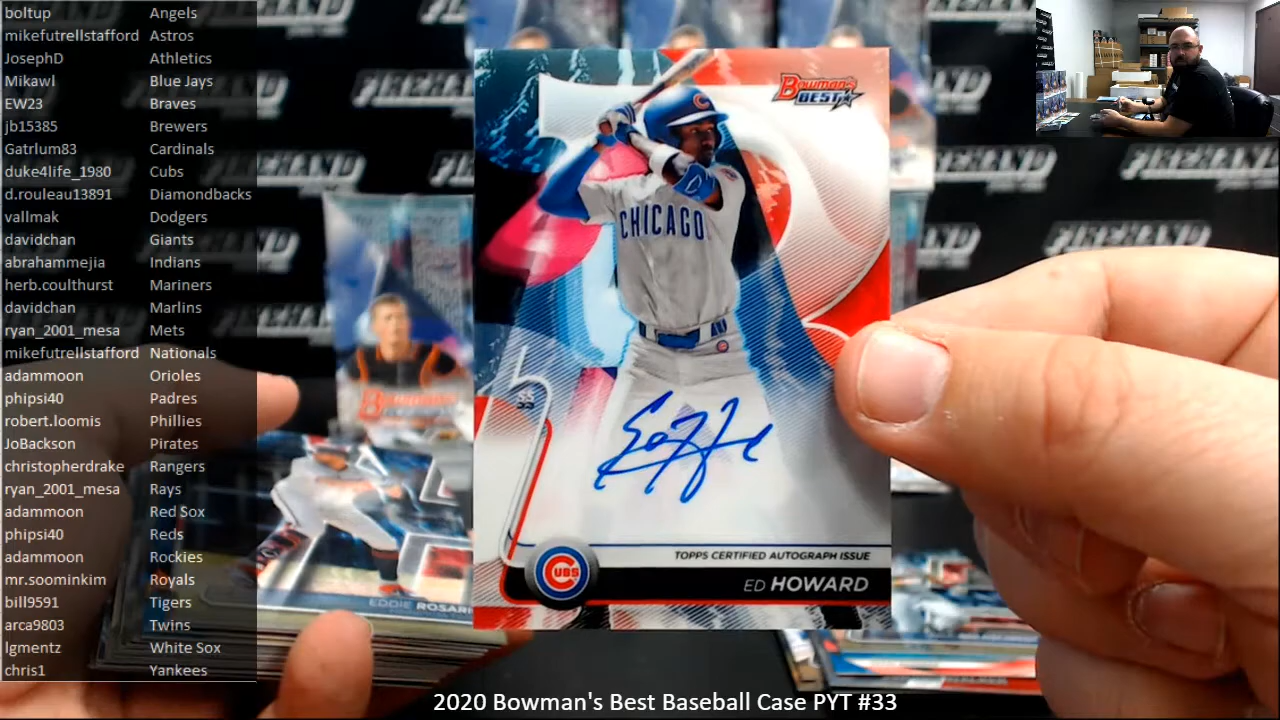 boltup Angels
mikefutrellstafford Astros
JosephD Athletics
Mikawl Blue Jays
EW23 Braves
jb15385 Brewers
Gatrlum83 Cardinals
duke4life_1980 Cubs
d.rouleau13891 Diamondbacks
vallmak Dodgers
davidchan Giants
abrahammejia Indians
herb.coulthurst Mariners
davidchan Marlins
ryan_2001_mesa Mets
mikefutrellstafford Nationals
adammoon Orioles
phipsi40 Padres
robert.loomis Phillies
JoBackson Pirates
christopherdrake Rangers
ryan_2001_mesa Rays
adammoon Red Sox
phipsi40 Reds
adammoon Rockies
mr.soominkim Royals
bill9591 Tigers
arca9803 Twins
lgmentz White Sox
chris1 Yankees
Bowman's
BEST
CHICAGO
TOPPS CERTIFIED AUTOGRAPH ISSUE
CUBS
ED HOWARD
EDDIE ROSARI
FIREHAND
2020 Bowman's Best Baseball Case PYT #33